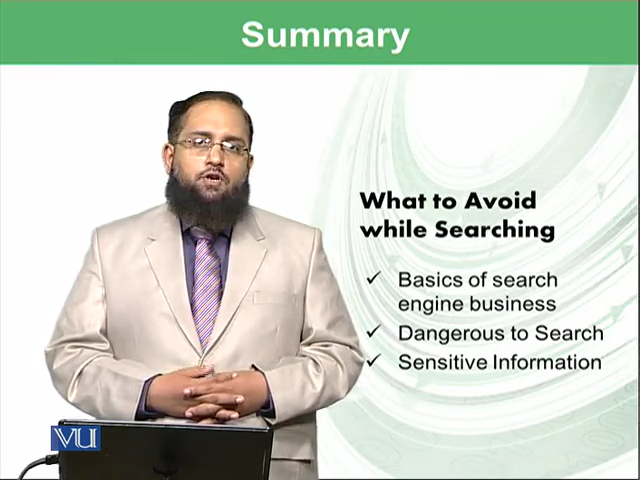 Summary
What to Avoid
while Searching
✓ Basics of search
engine business
✓ Dangerous to Search
✓ Sensitive Information
VU